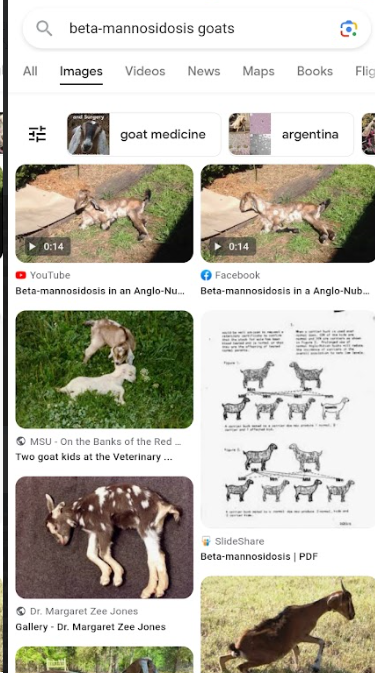 beta-mannosidosis goats
All Images Videos News Maps Books Flig
and Surgery
goat medicine
argentina
0:14
0:14
YouTube
Facebook
Beta-mannosidosis in an Anglo-Nu...
Beta-mannosidosis in a Anglo-Nub...
MSU - On the Banks of the Red ...
Two goat kids at the Veterinary ...
SlideShare
Beta-mannosidosis | PDF
Dr. Margaret Zee Jones
Gallery - Dr. Margaret Zee Jones